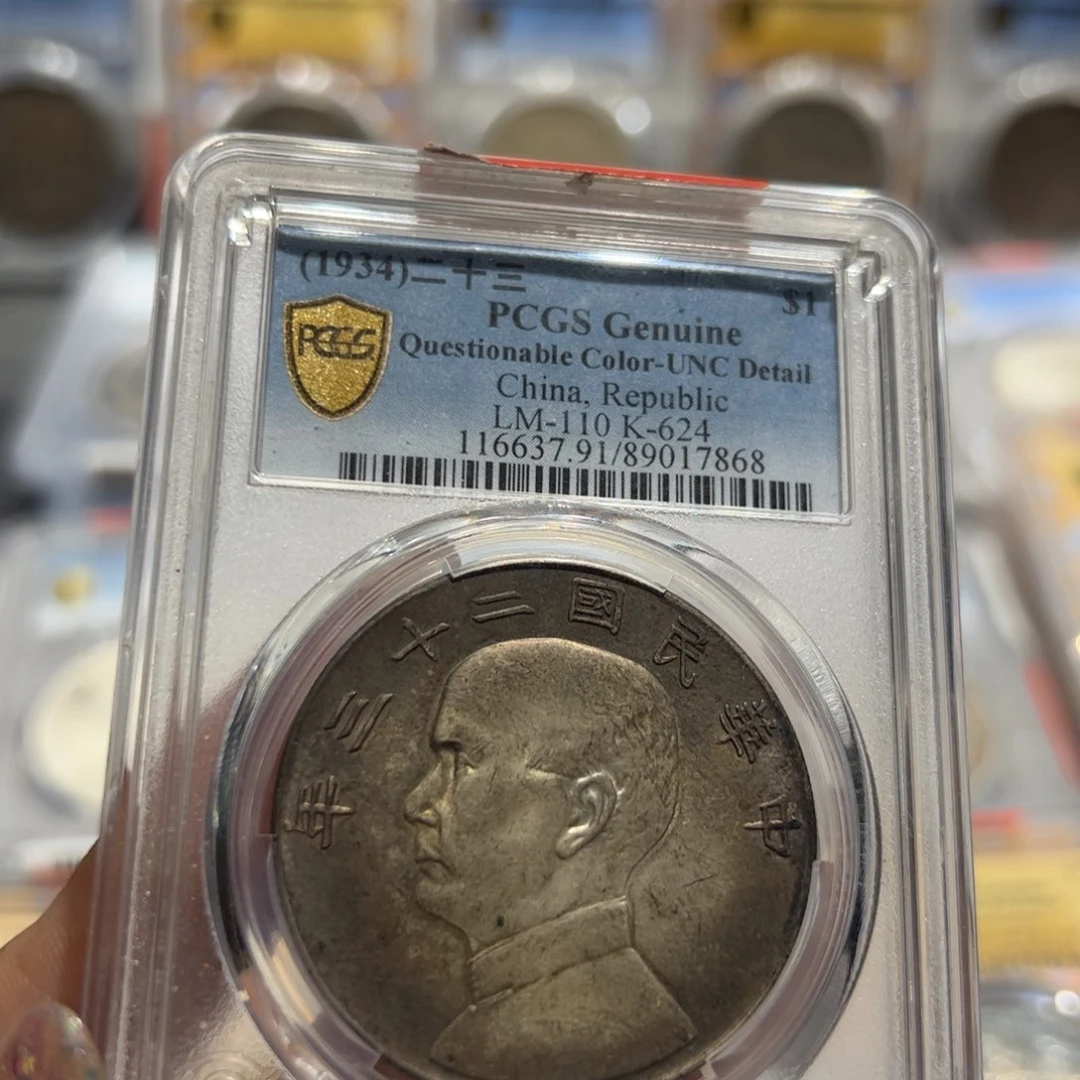 (1934)二十三 $1
PCGS
PCGS Genuine
Questionable Color-UNC Detail
China, Republic
LM-110 K-624
116637.91/89017868
年三十二國民華中